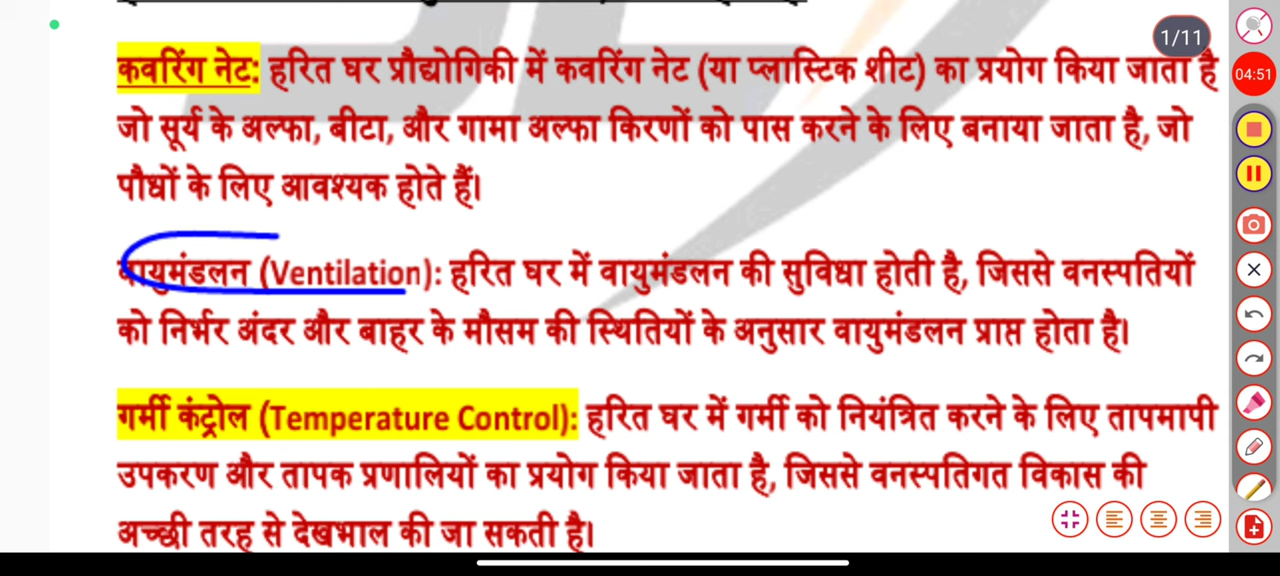 1/11
कवरिंग नेट: हरित घर प्रौद्योगिकी में कवरिंग नेट (या प्लास्टिक शीट) का प्रयोग किया जाता है
04:51
जो सूर्य के अल्फा, बीटा, और गामा अल्फा किरणों को पास करने के लिए बनाया जाता है, जो
पौधों के लिए आवश्यक होते हैं।
वायुमंडलन (Ventilation): हरित घर में वायुमंडलन की सुविधा होती है, जिससे वनस्पतियों
को निर्भर अंदर और बाहर के मौसम की स्थितियों के अनुसार वायुमंडलन प्राप्त होता है।
गर्मी कंट्रोल (Temperature Control): हरित घर में गर्मी को नियंत्रित करने के लिए तापमापी
उपकरण और तापक प्रणालियों का प्रयोग किया जाता है, जिससे वनस्पतिगत विकास की
अच्छी तरह से देखभाल की जा सकती है।